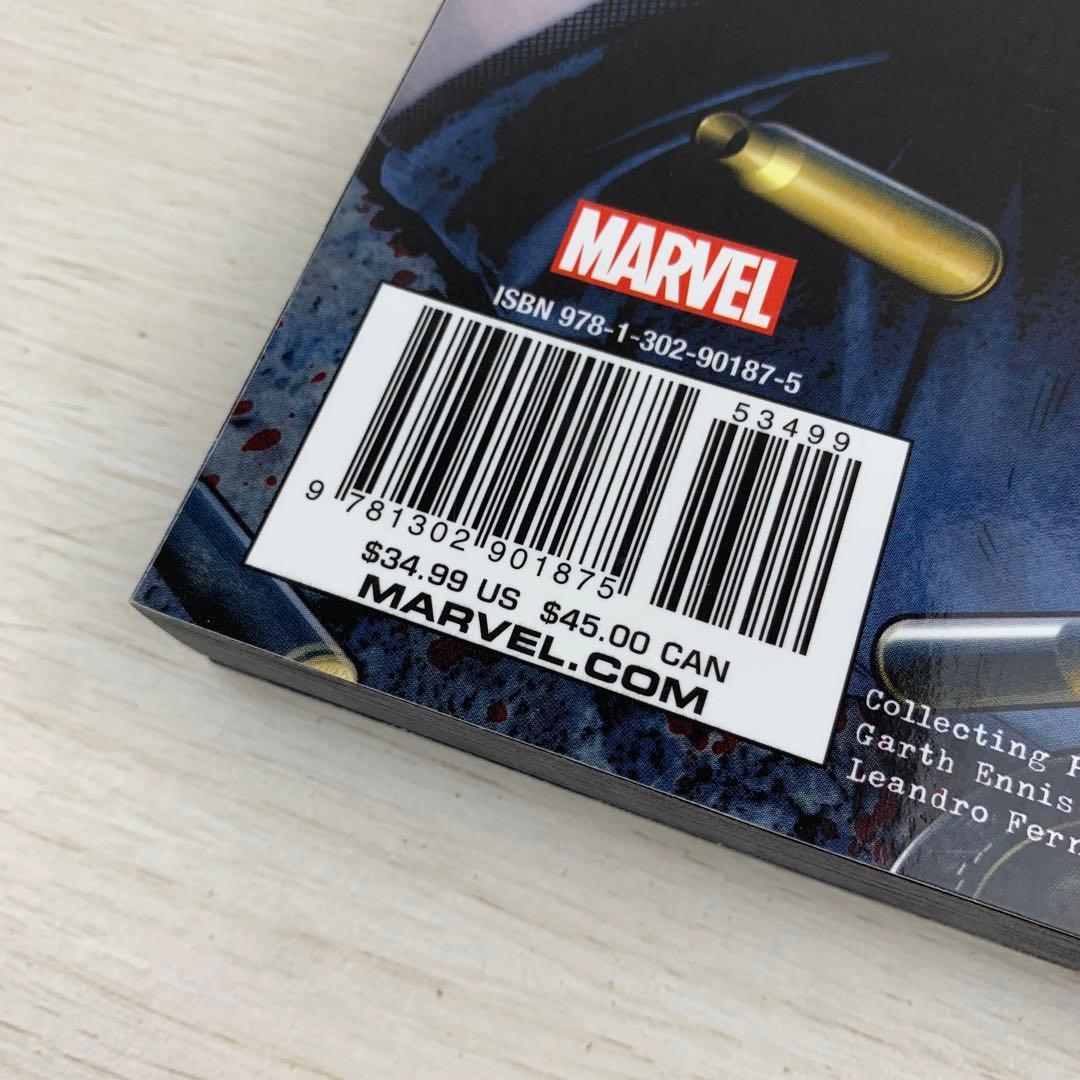 MARVEL
ISBN 978-1-302-90187-5
53499
9 781302 901875
$34.99 US $45.00 CAN
MARVEL.COM
Collecting
Garth Ennis
Leandro